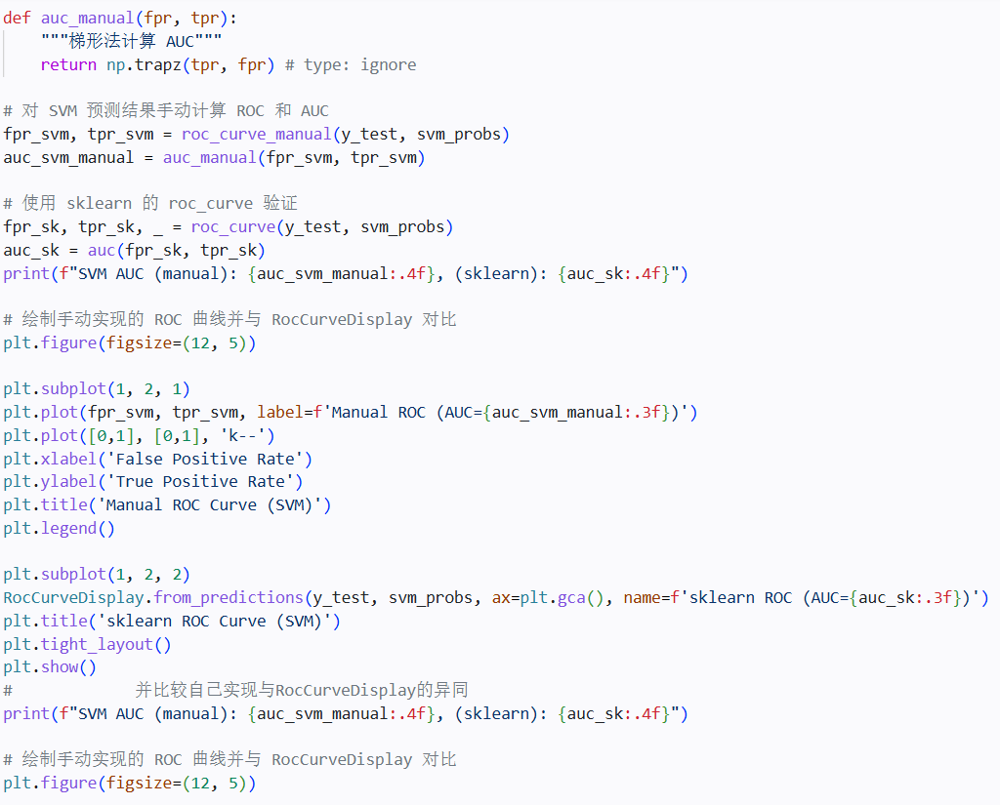 def auc_manual(fpr, tpr):
    """梯形法计算 AUC"""
    return np.trapz(tpr, fpr) # type: ignore
# 对 SVM 预测结果手动计算 ROC 和 AUC
fpr_svm, tpr_svm = roc_curve_manual(y_test, svm_probs)
auc_svm_manual = auc_manual(fpr_svm, tpr_svm)
# 使用 sklearn 的 roc_curve 验证
fpr_sk, tpr_sk, _ = roc_curve(y_test, svm_probs)
auc_sk = auc(fpr_sk, tpr_sk)
print(f"SVM AUC (manual): {auc_svm_manual:.4f}, (sklearn): {auc_sk:.4f}")
# 绘制手动实现的 ROC 曲线并与 RocCurveDisplay 对比
plt.figure(figsize=(12, 5))
plt.subplot(1, 2, 1)
plt.plot(fpr_svm, tpr_svm, label=f'Manual ROC (AUC={auc_svm_manual:.3f})')
plt.plot([0,1], [0,1], 'k--')
plt.xlabel('False Positive Rate')
plt.ylabel('True Positive Rate')
plt.title('Manual ROC Curve (SVM)')
plt.legend()
plt.subplot(1, 2, 2)
RocCurveDisplay.from_predictions(y_test, svm_probs, ax=plt.gca(), name=f'sklearn ROC (AUC={auc_sk:.3f})')
plt.title('sklearn ROC Curve (SVM)')
plt.tight_layout()
plt.show()
#             并比较自己实现与RocCurveDisplay的异同
print(f"SVM AUC (manual): {auc_svm_manual:.4f}, (sklearn): {auc_sk:.4f}")
# 绘制手动实现的 ROC 曲线并与 RocCurveDisplay 对比
plt.figure(figsize=(12, 5))